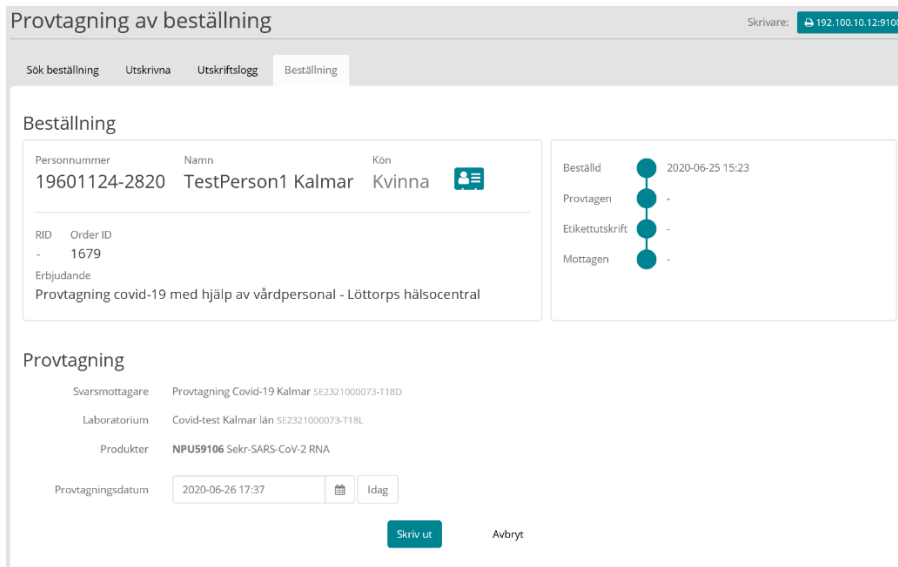 Provtagning av beställning
Skrivare: 192.100.10.12:9100
Sök beställning Utskrivna Utskriftslogg Beställning
Beställning
Personnummer Namn Kön
19601124-2820 TestPerson1 Kalmar Kvinna
RID Order ID
- 1679
Erbjudande
Provtagning covid-19 med hjälp av vårdpersonal - Löttorps hälsocentral
Beställd 2020-06-25 15:23
Provtagen -
Etikettutskrift -
Mottagen -
Provtagning
Svarsmottagare Provtagning Covid-19 Kalmar SE2321000073-T18D
Laboratorium Covid-test Kalmar län SE2321000073-T18L
Produkter NPU59106 Sekr-SARS-CoV-2 RNA
Provtagningsdatum 2020-06-26 17:37 Idag
Skriv ut Avbryt